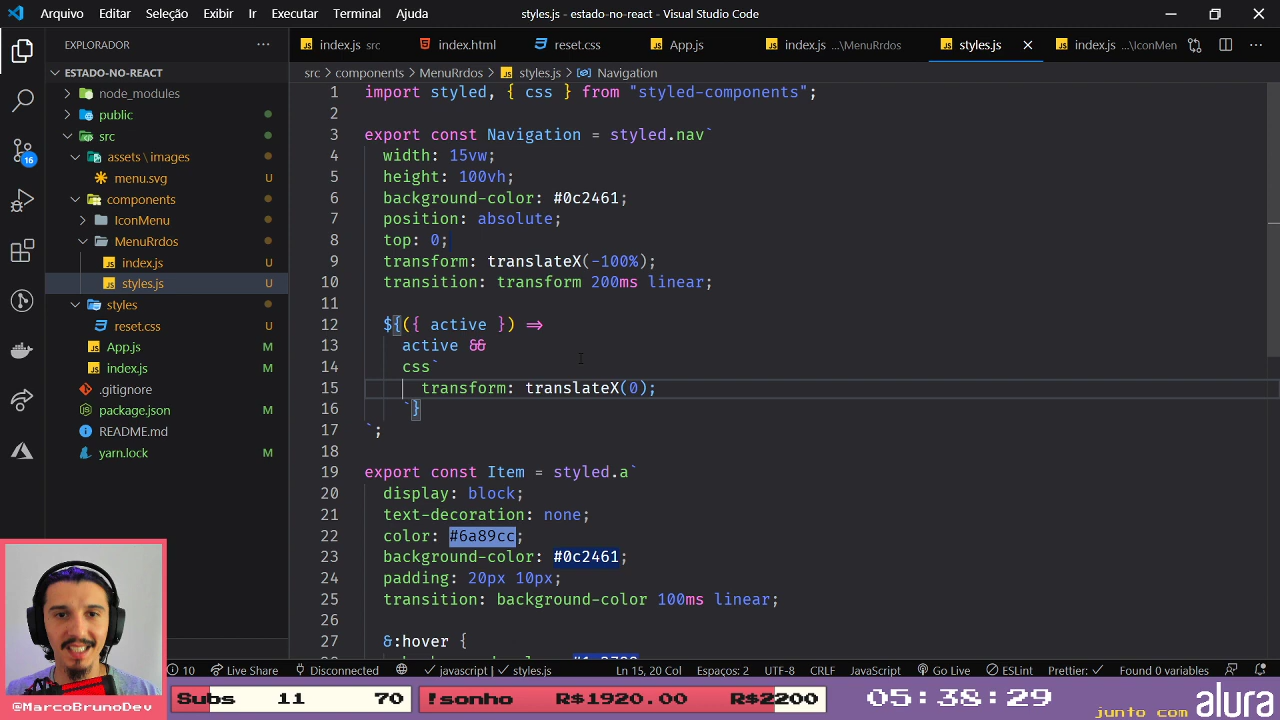 Arquivo Editar Seleção Exibir Ir Executar Terminal Ajuda styles.js - estado-no-react - Visual Studio Code
EXPLORADOR ···
index.js src index.html reset.css App.js index.js ...\MenuRrdos styles.js index.js ...\IconMen
ESTADO-NO-REACT
node_modules
public
src
assets\images
menu.svg U
components
IconMenu
MenuRrdos
index.js U
styles.js U
styles
reset.css U
App.js M
index.js M
.gitignore
package.json M
README.md
yarn.lock M
16
src > components > MenuRrdos > styles.js > Navigation
1 import styled, { css } from "styled-components";
2
3 export const Navigation = styled.nav`
4 width: 15vw;
5 height: 100vh;
6 background-color: #0c2461;
7 position: absolute;
8 top: 0;
9 transform: translateX(-100%);
10 transition: transform 200ms linear;
11
12 ${({ active }) =>
13 active &&
14 css`
15 transform: translateX(0);
16 `}
17 `;
18
19 export const Item = styled.a`
20 display: block;
21 text-decoration: none;
22 color: #6a89cc;
23 background-color: #0c2461;
24 padding: 20px 10px;
25 transition: background-color 100ms linear;
26
27 &:hover {
10 Live Share Disconnected javascript | styles.js Ln 15, 20 Col Espaços: 2 UTF-8 CRLF JavaScript Go Live ESLint Prettier: Found 0 variables
@MarcoBrunoDev
Subs 11 70 !sonho R$1920.00 R$2200 05:38:29 junto com alura